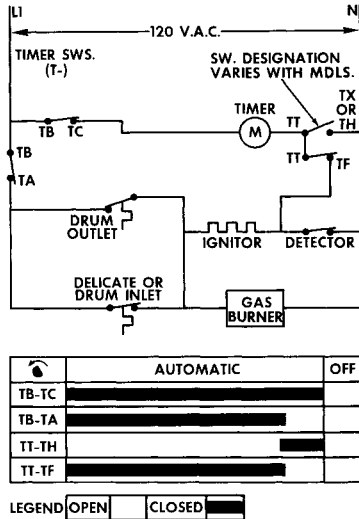 L1 N
120 V.A.C.
TIMER SWS.
(T-)
SW. DESIGNATION
VARIES WITH MDLS.
TIMER
TX
OR
TH
TT
M
TB TC
TT TF
TB
TA
DRUM
OUTLET
IGNITOR
DETECTOR
DELICATE OR
DRUM INLET
GAS
BURNER
AUTOMATIC OFF
TB-TC
TB-TA
TT-TH
TT-TF
LEGEND OPEN CLOSED